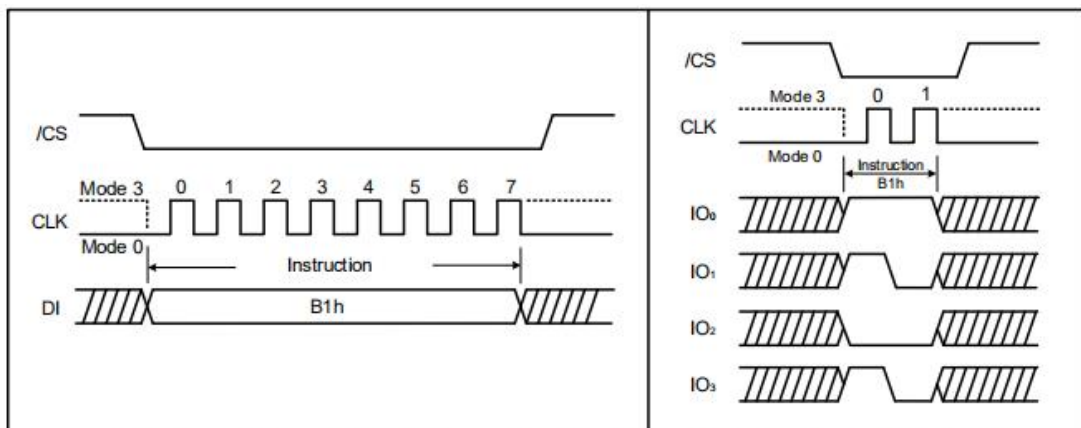 /CS
Mode 3
0 1 2 3 4 5 6 7
CLK
Mode 0
Instruction
DI
B1h
/CS
Mode 3
0 1
CLK
Mode 0
Instruction
B1h
IO₀
IO₁
IO₂
IO₃